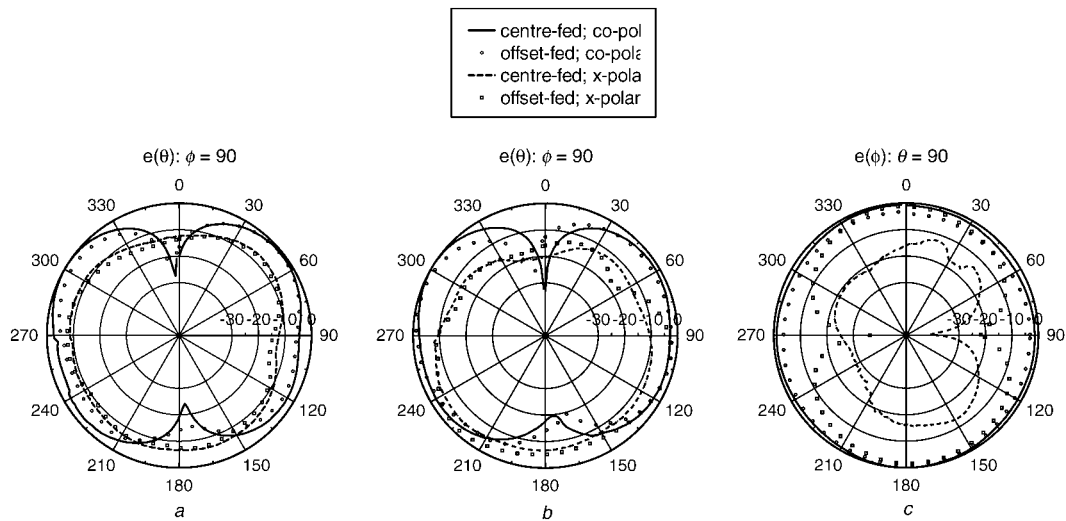 centre-fed; co-pol
offset-fed; co-pola
centre-fed; x-pola
offset-fed; x-polar
e(θ): ϕ = 90
0
30
60
90
120
150
180
210
240
270
300
330
-30 -20 -10 0
a
e(θ): ϕ = 90
0
30
60
90
120
150
180
210
240
270
300
330
-30 -20 -10 0
b
e(ϕ): θ = 90
0
30
60
90
120
150
180
210
240
270
300
330
-30 -20 -10 0
c